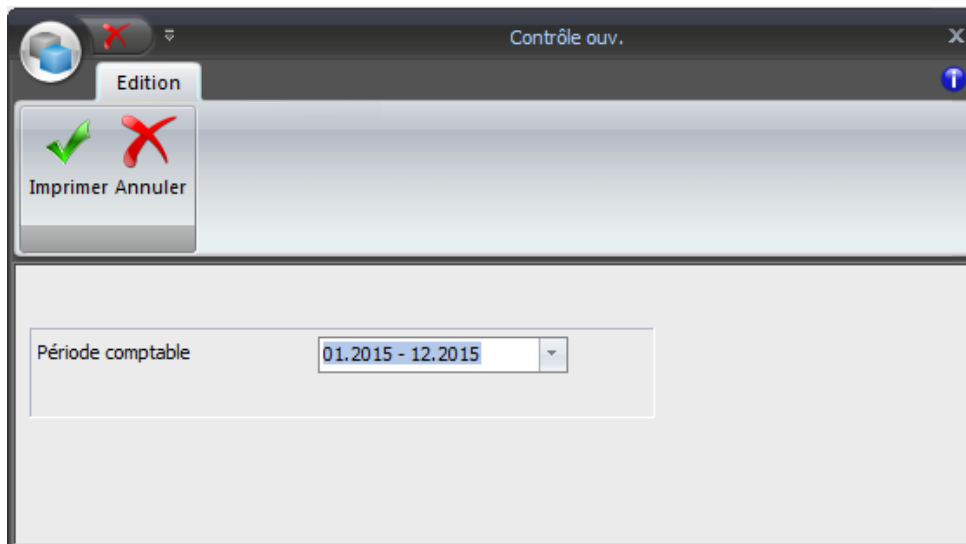 Contrôle ouv.
Edition
Imprimer Annuler
Période comptable 01.2015 - 12.2015